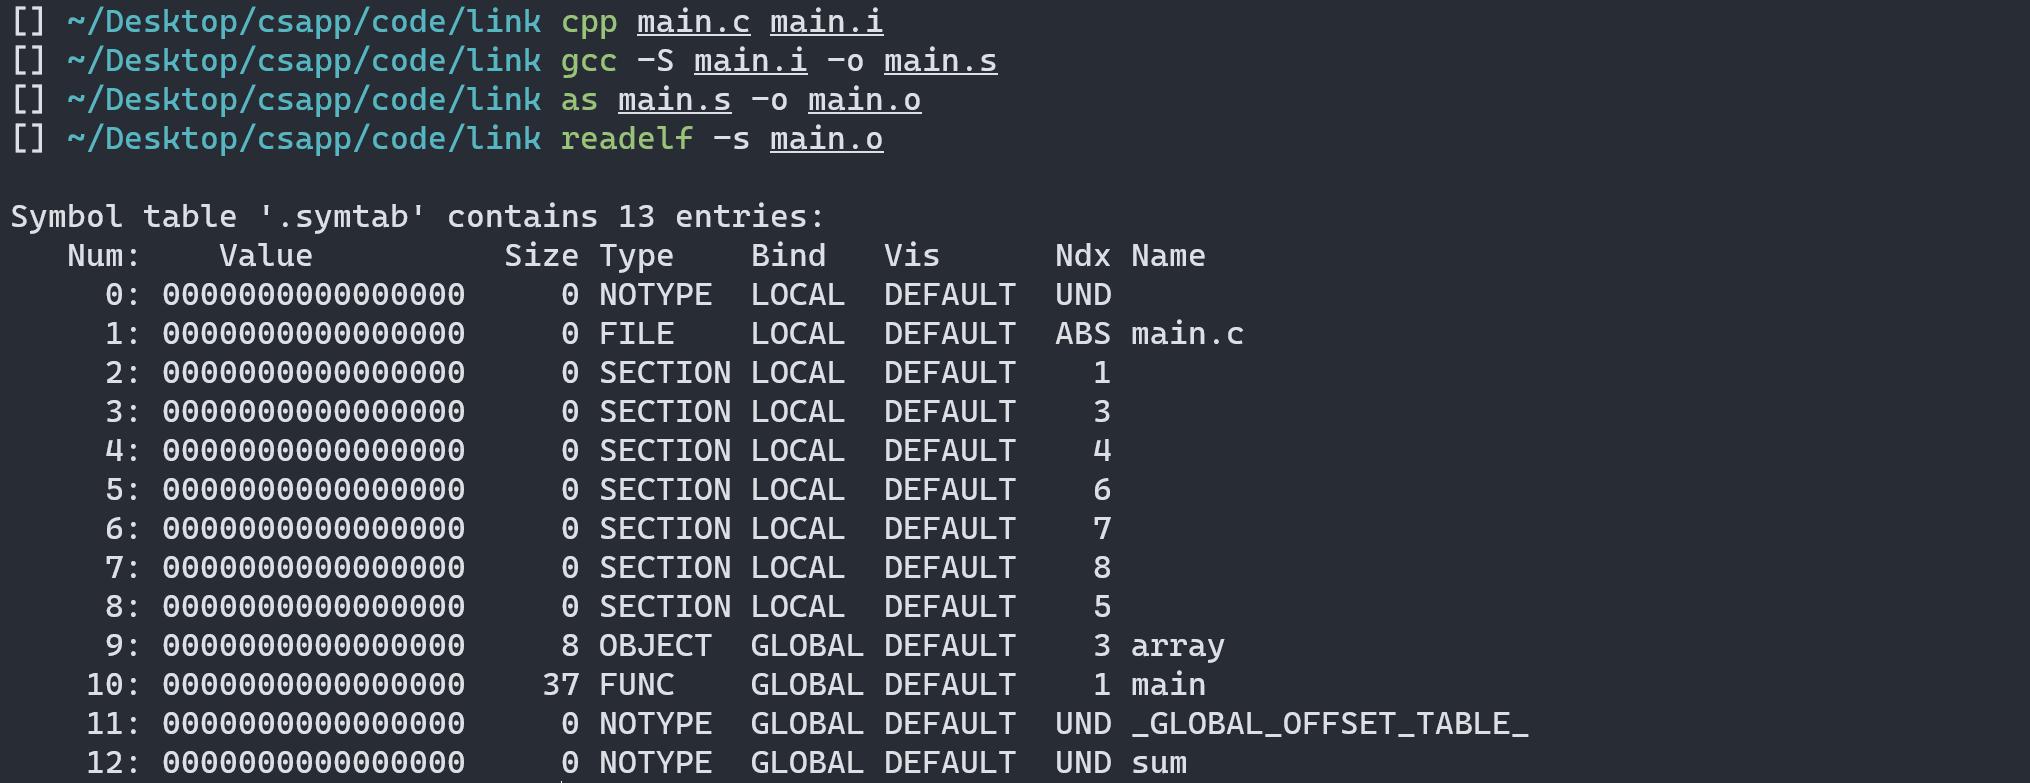 [] ~/Desktop/csapp/code/link cpp main.c main.i
[] ~/Desktop/csapp/code/link gcc -S main.i -o main.s
[] ~/Desktop/csapp/code/link as main.s -o main.o
[] ~/Desktop/csapp/code/link readelf -s main.o
Symbol table '.symtab' contains 13 entries:
   Num:    Value          Size Type    Bind   Vis      Ndx Name
     0: 0000000000000000     0 NOTYPE  LOCAL  DEFAULT  UND
     1: 0000000000000000     0 FILE    LOCAL  DEFAULT  ABS main.c
     2: 0000000000000000     0 SECTION LOCAL  DEFAULT    1
     3: 0000000000000000     0 SECTION LOCAL  DEFAULT    3
     4: 0000000000000000     0 SECTION LOCAL  DEFAULT    4
     5: 0000000000000000     0 SECTION LOCAL  DEFAULT    6
     6: 0000000000000000     0 SECTION LOCAL  DEFAULT    7
     7: 0000000000000000     0 SECTION LOCAL  DEFAULT    8
     8: 0000000000000000     0 SECTION LOCAL  DEFAULT    5
     9: 0000000000000000     8 OBJECT  GLOBAL DEFAULT    3 array
    10: 0000000000000000    37 FUNC    GLOBAL DEFAULT    1 main
    11: 0000000000000000     0 NOTYPE  GLOBAL DEFAULT  UND _GLOBAL_OFFSET_TABLE_
    12: 0000000000000000     0 NOTYPE  GLOBAL DEFAULT  UND sum